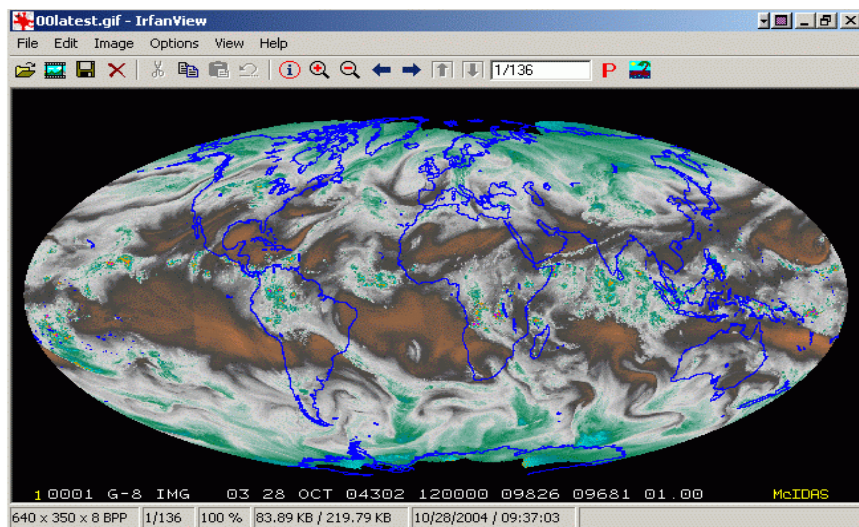 00latest.gif - IrfanView
File Edit Image Options View Help
1/136 P
1 0001 G-8 IMG 03 28 OCT 04302 120000 09826 09681 01.00 McIDAS
640 x 350 x 8 BPP 1/136 100 % 83.89 KB / 219.79 KB 10/28/2004 / 09:37:03